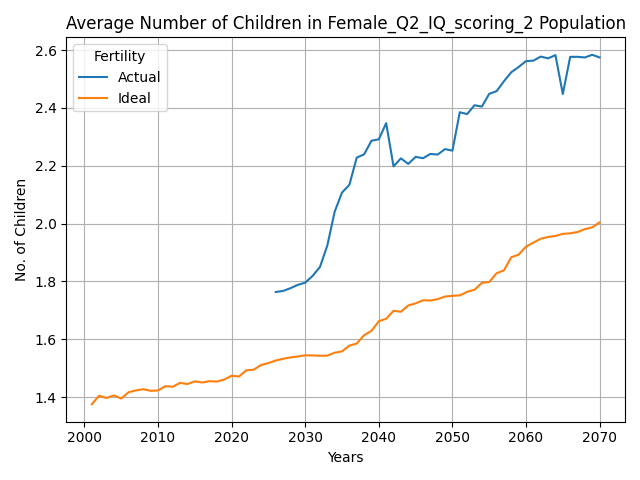 Average Number of Children in Female_Q2_IQ_scoring_2 Population
Fertility
Actual
Ideal
No. of Children
2.6
2.4
2.2
2.0
1.8
1.6
1.4
2000 2010 2020 2030 2040 2050 2060 2070
Years